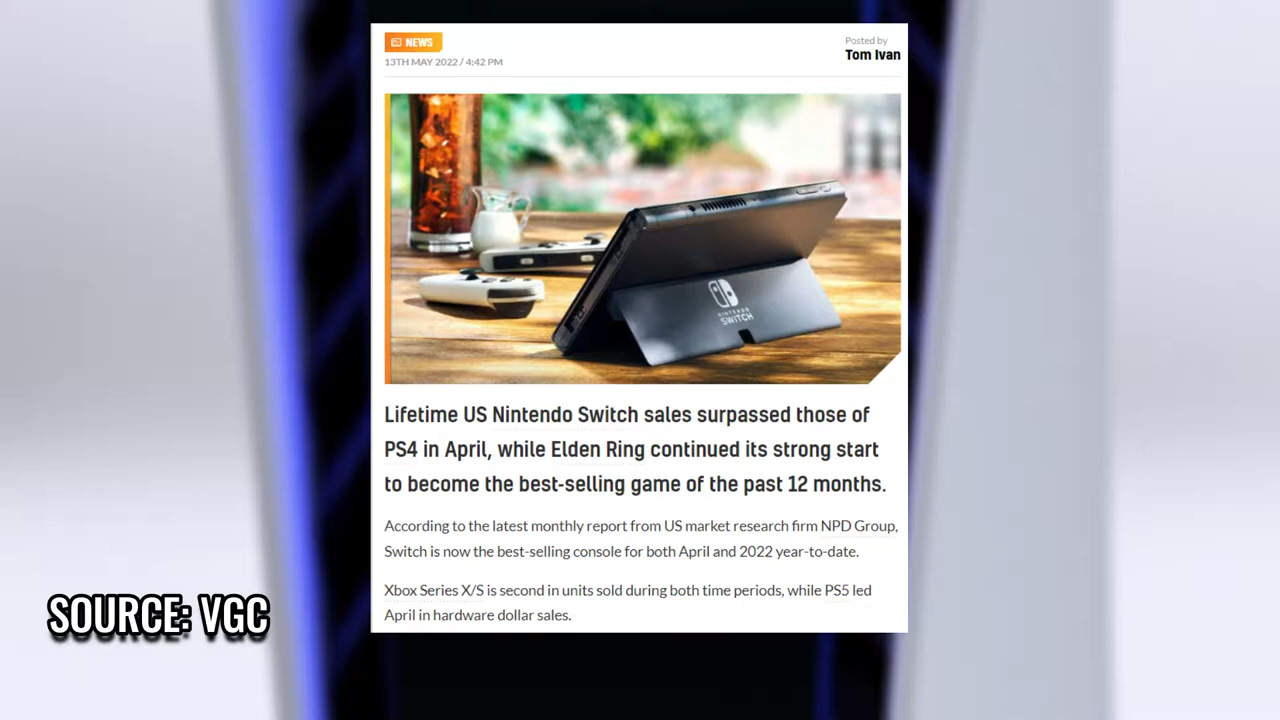 NEWS
Posted by
13TH MAY 2022 / 4:42 PM
Tom Ivan
NINTENDO
SWITCH
Lifetime US Nintendo Switch sales surpassed those of
PS4 in April, while Elden Ring continued its strong start
to become the best-selling game of the past 12 months.
According to the latest monthly report from US market research firm NPD Group,
Switch is now the best-selling console for both April and 2022 year-to-date.
Xbox Series X/S is second in units sold during both time periods, while PS5 led
April in hardware dollar sales.
SOURCE: VGC